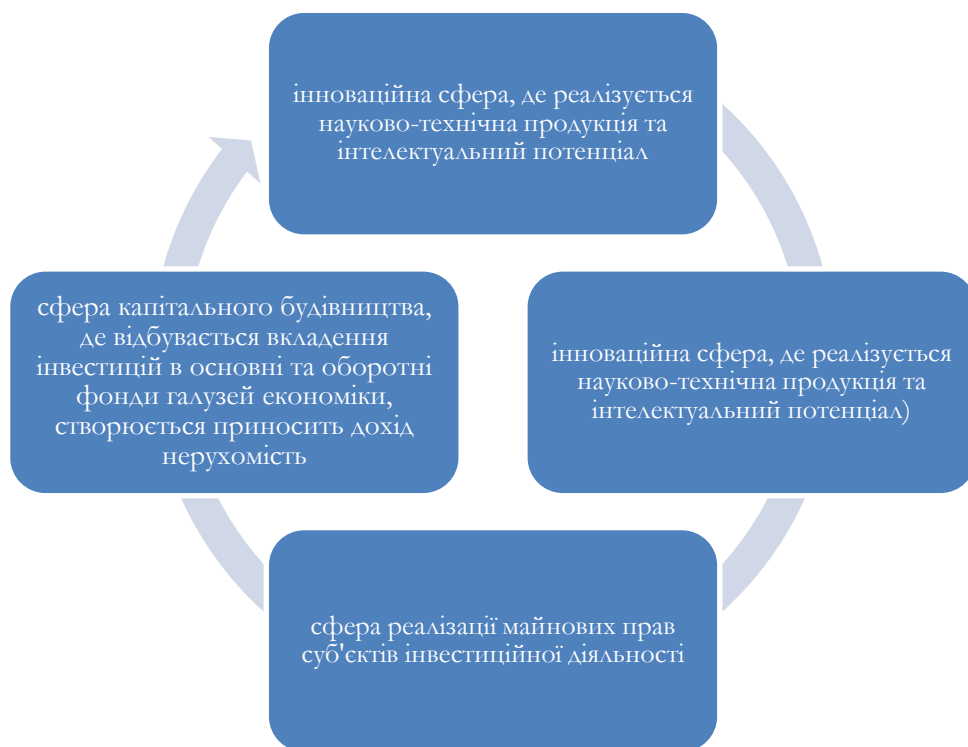 інноваційна сфера, де реалізується
науково-технічна продукція та
інтелектуальний потенціал
інноваційна сфера, де реалізується
науково-технічна продукція та
інтелектуальний потенціал)
сфера реалізації майнових прав
суб'єктів інвестиційної діяльності
сфера капітального будівництва,
де відбувається вкладення
інвестицій в основні та оборотні
фонди галузей економіки,
створюється приносить дохід
нерухомість